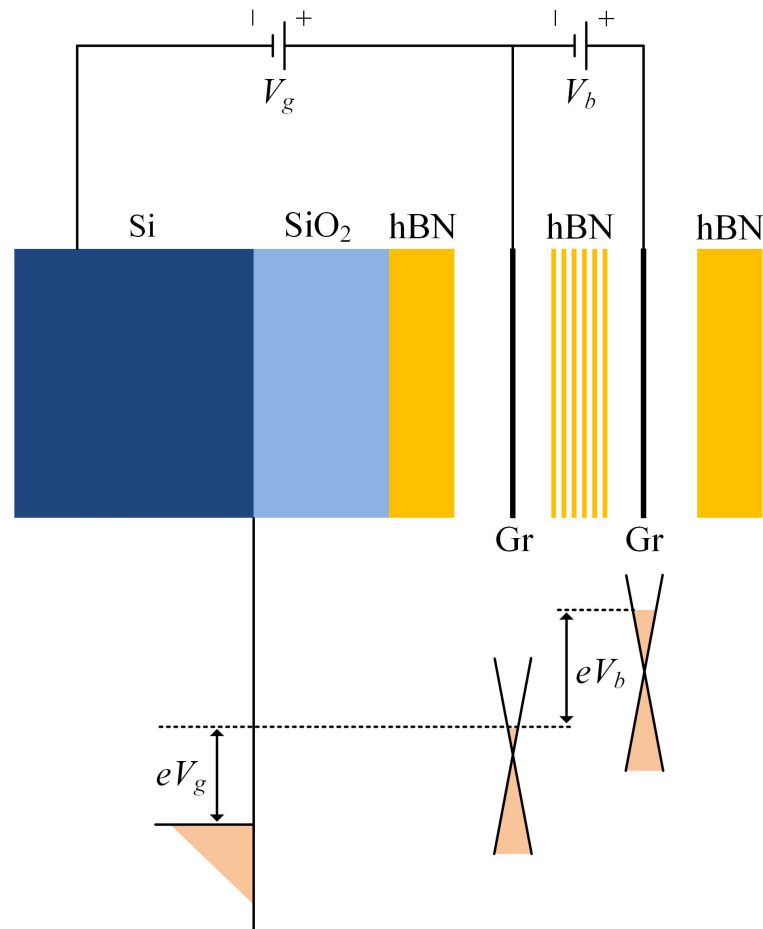 − + − +
V_g V_b
Si SiO₂ hBN hBN hBN
Gr Gr
eV_b
eV_g